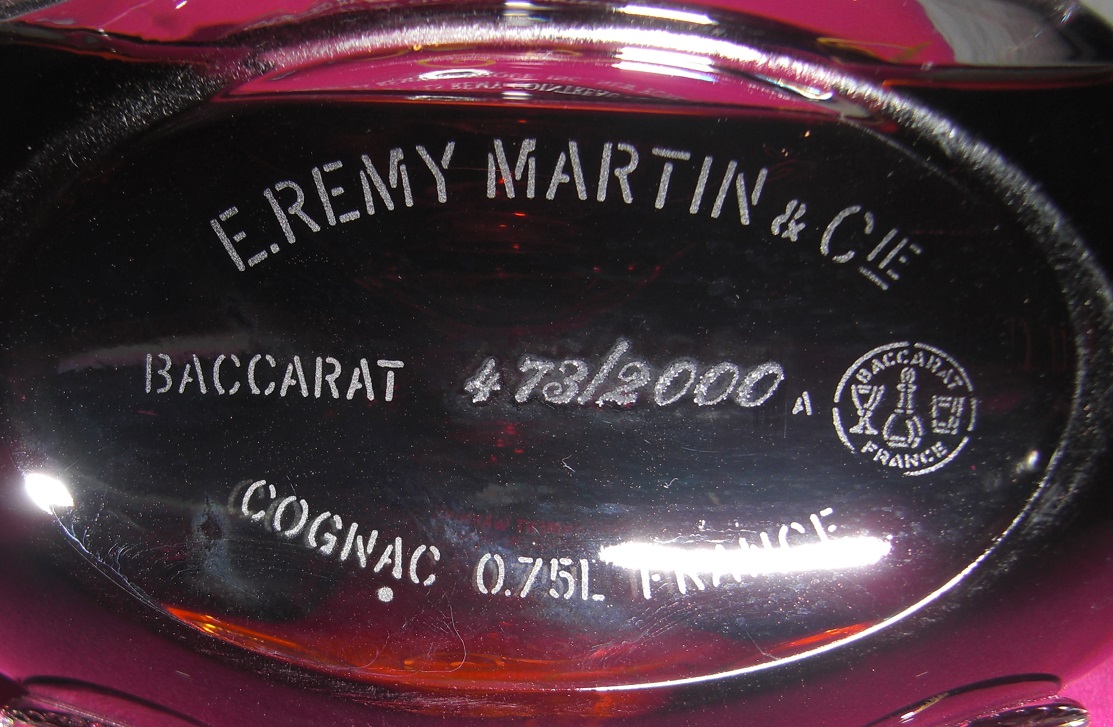 E. REMY MARTIN & CIE
BACCARAT 473/2000 A
BACCARAT
FRANCE
COGNAC 0.75L FRANCE